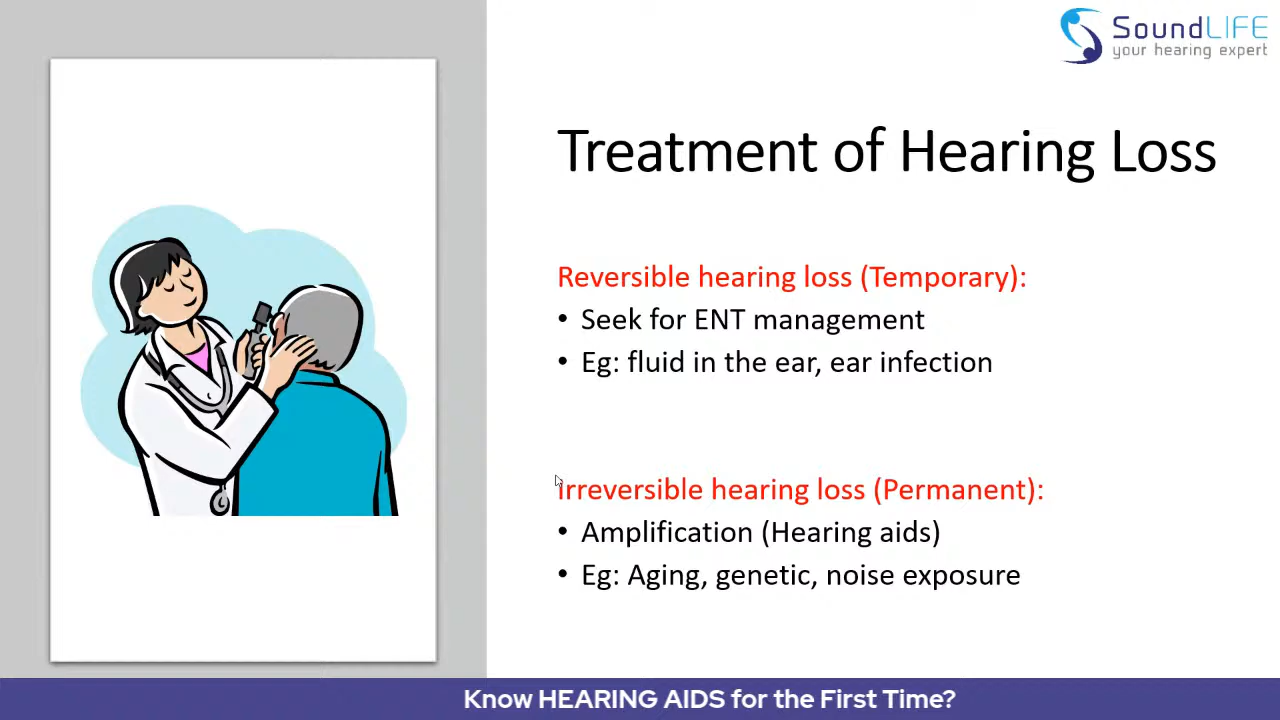 SoundLIFE
your hearing expert
Treatment of Hearing Loss
Reversible hearing loss (Temporary):
• Seek for ENT management
• Eg: fluid in the ear, ear infection
Irreversible hearing loss (Permanent):
• Amplification (Hearing aids)
• Eg: Aging, genetic, noise exposure
Know HEARING AIDS for the First Time?